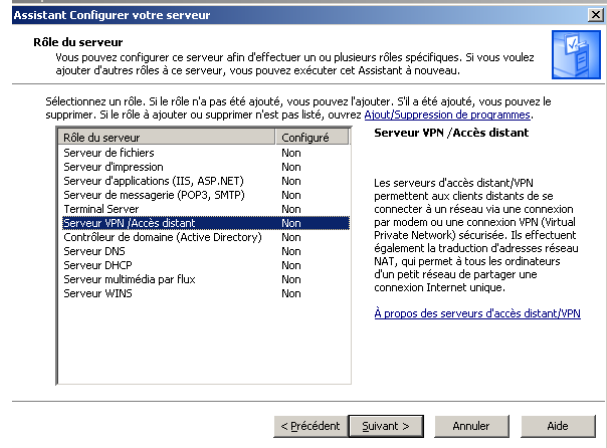 Assistant Configurer votre serveur
Rôle du serveur
Vous pouvez configurer ce serveur afin d'effectuer un ou plusieurs rôles spécifiques. Si vous voulez
ajouter d'autres rôles à ce serveur, vous pouvez exécuter cet Assistant à nouveau.
Sélectionnez un rôle. Si le rôle n'a pas été ajouté, vous pouvez l'ajouter. S'il a été ajouté, vous pouvez le
supprimer. Si le rôle à ajouter ou supprimer n'est pas listé, ouvrez Ajout/Suppression de programmes.
Rôle du serveur Configuré
Serveur de fichiers Non
Serveur d'impression Non
Serveur d'applications (IIS, ASP.NET) Non
Serveur de messagerie (POP3, SMTP) Non
Terminal Server Non
Serveur VPN /Accès distant Non
Contrôleur de domaine (Active Directory) Non
Serveur DNS Non
Serveur DHCP Non
Serveur multimédia par flux Non
Serveur WINS Non
Serveur VPN /Accès distant
Les serveurs d'accès distant/VPN
permettent aux clients distants de se
connecter à un réseau via une connexion
par modem ou une connexion VPN (Virtual
Private Network) sécurisée. Ils effectuent
également la traduction d'adresses réseau
NAT, qui permet à tous les ordinateurs
d'un petit réseau de partager une
connexion Internet unique.
À propos des serveurs d'accès distant/VPN
< Précédent Suivant > Annuler Aide